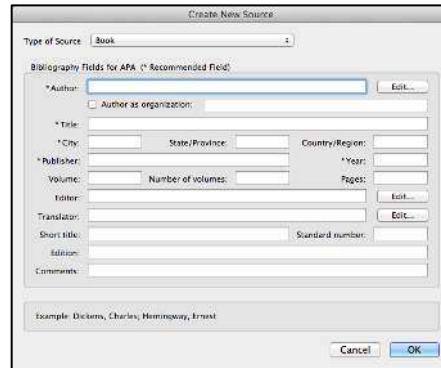 Create New Source
Type of Source Book
Bibliography Fields for APA (* Recommended Field)
*Author: Edit...
Author as organization:
*Title:
*City: State/Province: Country/Region:
*Publisher: *Year:
Volume: Number of volumes: Pages:
Editor: Edit...
Translator: Edit...
Short title: Standard number:
Edition:
Comments:
Example: Dickens, Charles; Hemingway, Ernest
Cancel OK